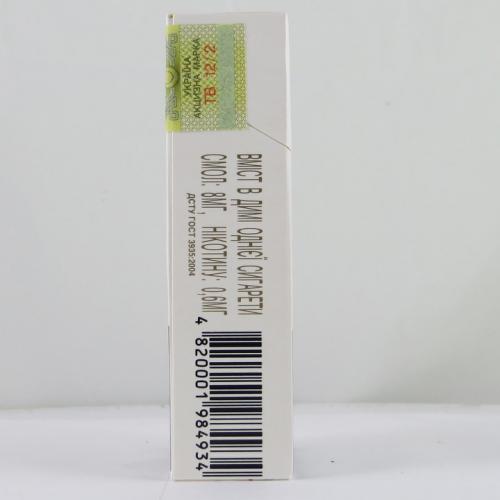 УКРАЇНА
АКЦИЗНА МАРКА
ТВ 12/2
ВМІСТ В ДИМІ ОДНІЄЇ СИГАРЕТИ
СМОЛ: 8МГ, НІКОТИНУ: 0,6МГ
ДСТУ ГОСТ 3935:2004
4 820001 984934